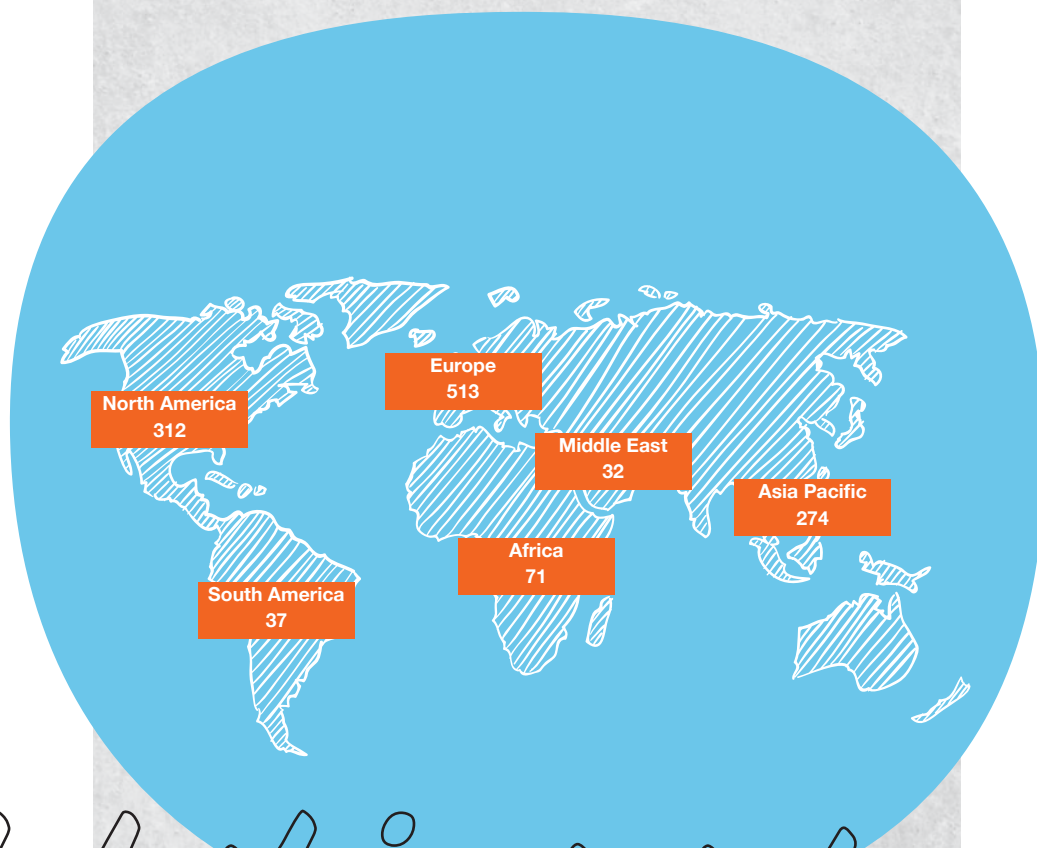 Europe
513
North America
312
Middle East
32
Asia Pacific
274
Africa
71
South America
37